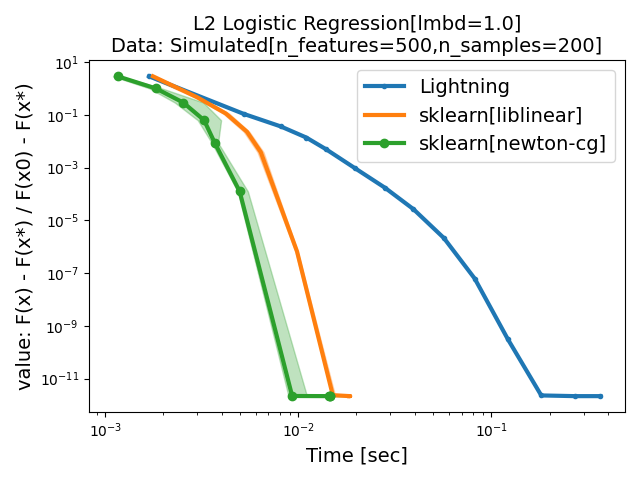 L2 Logistic Regression[lmbd=1.0]
Data: Simulated[n_features=500,n_samples=200]
value: F(x) - F(x*) / F(x0) - F(x*)
10¹
10⁻¹
10⁻³
10⁻⁵
10⁻⁷
10⁻⁹
10⁻¹¹
Lightning
sklearn[liblinear]
sklearn[newton-cg]
10⁻³ 10⁻² 10⁻¹
Time [sec]